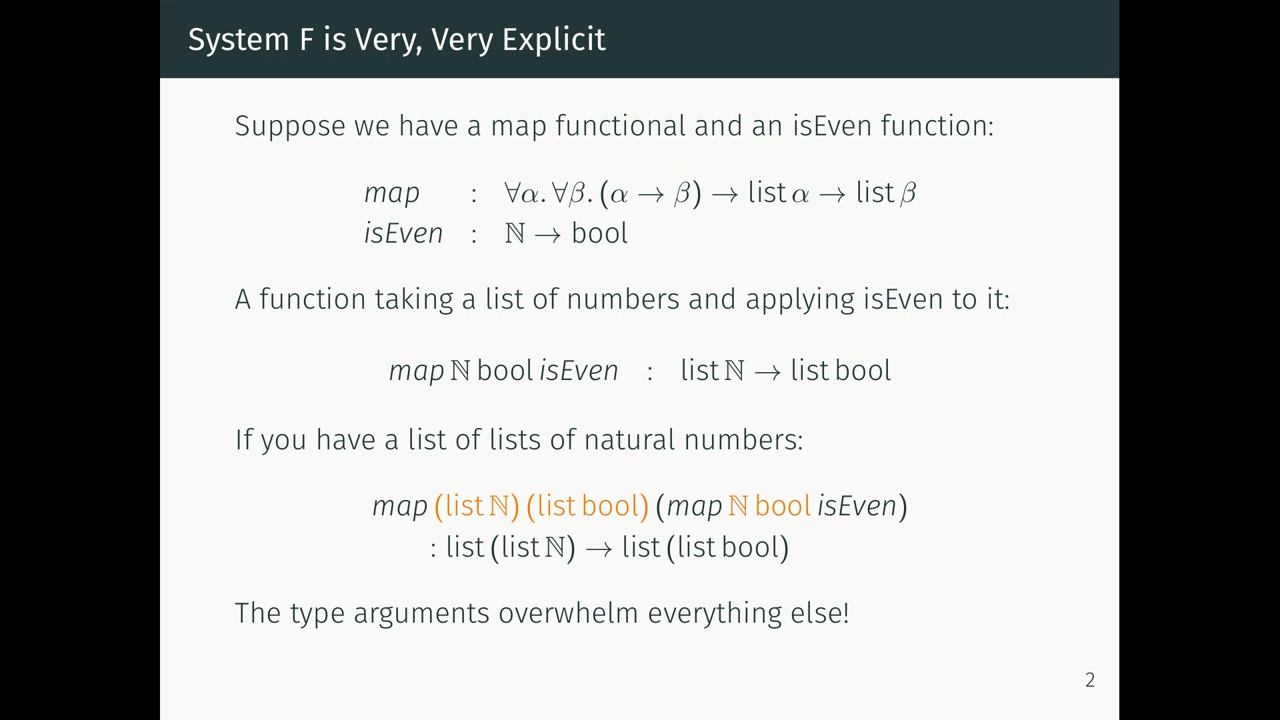 System F is Very, Very Explicit
Suppose we have a map functional and an isEven function:
map : ∀α. ∀β. (α → β) → list α → list β
isEven : ℕ → bool
A function taking a list of numbers and applying isEven to it:
map ℕ bool isEven : list ℕ → list bool
If you have a list of lists of natural numbers:
map (list ℕ) (list bool) (map ℕ bool isEven)
: list (list ℕ) → list (list bool)
The type arguments overwhelm everything else!
2